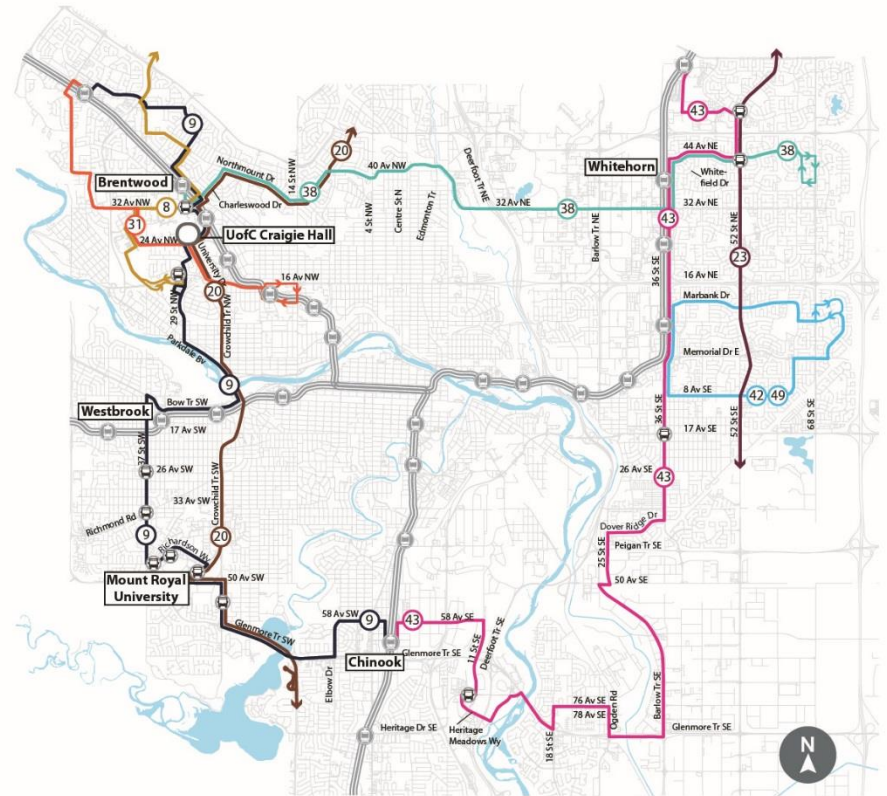 43
44 Av NE
9
Northmount Dr
14 St NW
20
38
40 Av NW
Deerfoot Tr NE
Whitehorn
White-
field Dr
38
Brentwood
32 Av NW
8
Charleswood Dr
4 St NW
Centre St N
Edmonton Tr
32 Av NE
38
Barlow Tr NE
43
32 Av NE
52 St NE
31
24 Av NW
UofC Craigie Hall
University
20
16 Av NW
36 St SE
16 Av NE
23
29 St NW
Crowchild Tr NW
Marbank Dr
Parkdale Bv
Memorial Dr E
9
Bow Tr SW
8 Av SE
42
49
Westbrook
17 Av SW
36 St SE
17 Av SE
52 St SE
68 St SE
37 St SW
26 Av SW
33 Av SW
Crowchild Tr SW
26 Av SE
43
Richmond Rd
9
20
Richardson Wy
Dover Ridge Dr
Peigan Tr SE
25 St SE
Mount Royal
University
50 Av SW
50 Av SE
58 Av SW
9
43
58 Av SE
Glenmore Tr SW
Chinook
Glenmore Tr SE
11 St SE
Deerfoot Tr SE
Elbow Dr
Heritage Dr SE
Heritage
Meadows Wy
18 St SE
76 Av SE
78 Av SE
Ogden Rd
Barlow Tr SE
Glenmore Tr SE
N